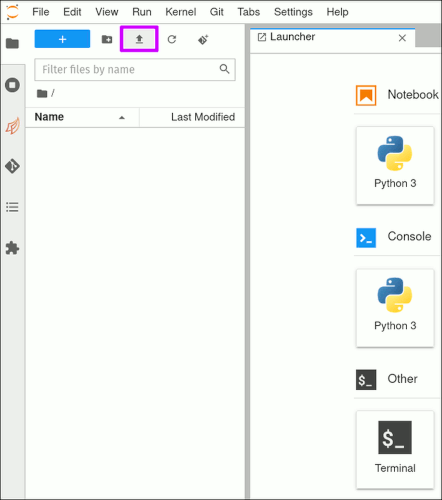 File Edit View Run Kernel Git Tabs Settings Help
+
Launcher
Filter files by name
/
Name Last Modified
Notebook
Python 3
Console
>_
Python 3
$_ Other
$_
Terminal